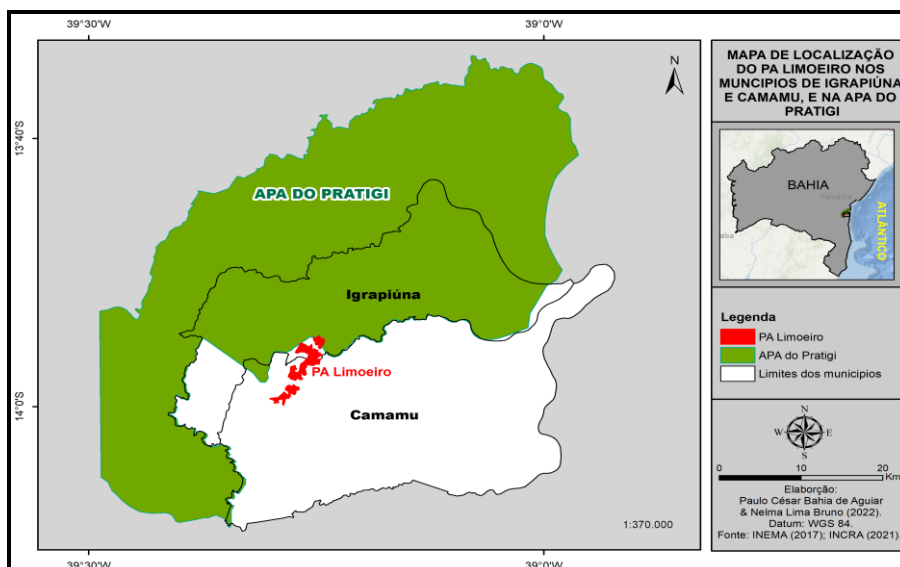 39°30'W
39°0'W
MAPA DE LOCALIZAÇÃO
DO PA LIMOEIRO NOS
MUNCIPIOS DE IGRAPIÚNA
E CAMAMU, E NA APA DO
PRATIGI
N
13°40'S
APA DO PRATIGI
BAHIA
Salvador
ATLÂNTICO
Igrapiúna
Legenda
PA Limoeiro
APA do Pratigi
Limites dos municipios
PA Limoeiro
14°0'S
Camamu
N
W E
S
0 10 20
Km
Elaborção:
Paulo César Bahia de Aguiar
& Nelma Lima Bruno (2022).
Datum: WGS 84.
Fonte: INEMA (2017); INCRA (2021).
1:370.000
39°30'W
39°0'W